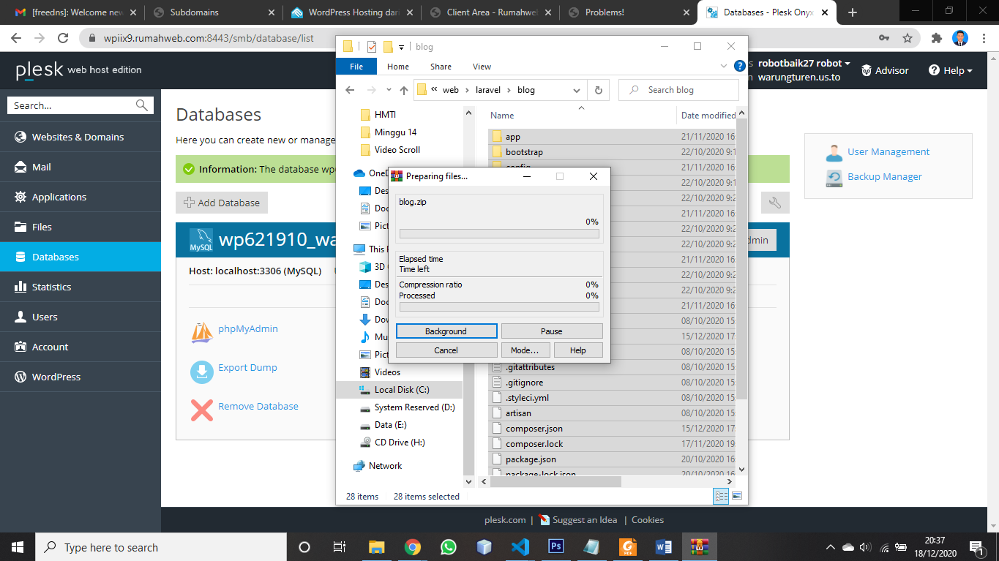 [freedns]: Welcome new
Subdomains
WordPress Hosting dari
Client Area - Rumahwel
Problems!
Databases - Plesk Onyx
wpiix9.rumahweb.com:8443/smb/database/list
plesk web host edition
robotbaik27 robot
warungturen.us.to
Advisor
Help
Search...
Websites & Domains
Mail
Applications
Files
Databases
Statistics
Users
Account
WordPress
Databases
Here you can create new or manage
Information: The database wp
Add Database
MySQL
wp621910_wa
dmin
Host: localhost:3306 (MySQL)
phpMyAdmin
Export Dump
Remove Database
User Management
Backup Manager
blog
File
Home
Share
View
« web › laravel › blog
Search blog
HMTI
Minggu 14
Video Scroll
OneD
Des
Doc
Pict
This P
3D
Des
Doc
Dow
Mu
Pict
Videos
Local Disk (C:)
System Reserved (D:)
Data (E:)
CD Drive (H:)
Network
Name
Date modified
app
21/11/2020 16:
bootstrap
22/10/2020 9:1
config
21/11/2020 16:
22/10/2020 9:1
22/10/2020 9:2
21/11/2020 16:
22/10/2020 9:2
22/10/2020 9:2
21/11/2020 16:
22/10/2020 9:2
22/10/2020 9:2
21/11/2020 16:
08/10/2020 15:
15/12/2020 17:
08/10/2020 15:
.gitattributes
08/10/2020 15:
.gitignore
08/10/2020 15:
.styleci.yml
08/10/2020 15:
artisan
08/10/2020 15:
composer.json
15/12/2020 17:
composer.lock
17/11/2020 19:
package.json
20/10/2020 16:
package-lock.json
20/10/2020 16:
28 items
28 items selected
Preparing files...
blog.zip
0%
Elapsed time
Time left
Compression ratio
0%
Processed
0%
Background
Pause
Cancel
Mode...
Help
plesk.com | Suggest an Idea | Cookies
Type here to search
Ps
PDF
20:37
18/12/2020
1